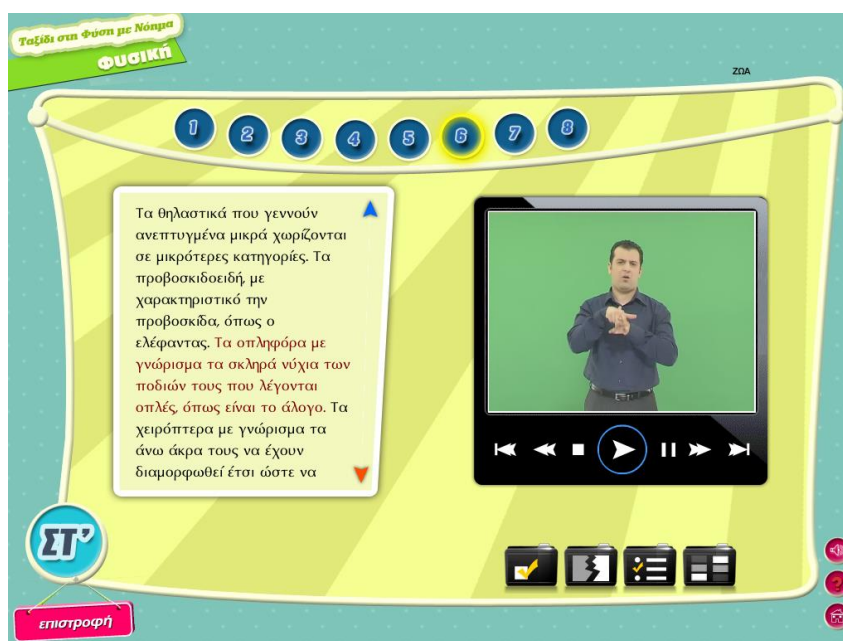 Ταξίδι στη Φύση με Νόημα
Φυσική
ΖΩΑ
1 2 3 4 5 6 7 8
Τα θηλαστικά που γεννούν
ανεπτυγμένα μικρά χωρίζονται
σε μικρότερες κατηγορίες. Τα
προβοσκιδοειδή, με
χαρακτηριστικό την
προβοσκίδα, όπως ο
ελέφαντας. Τα οπληφόρα με
γνώρισμα τα σκληρά νύχια των
ποδιών τους που λέγονται
οπλές, όπως είναι το άλογο. Τα
χειρόπτερα με γνώρισμα τα
άνω άκρα τους να έχουν
διαμορφωθεί έτσι ώστε να
ΣΤ'
επιστροφή
?